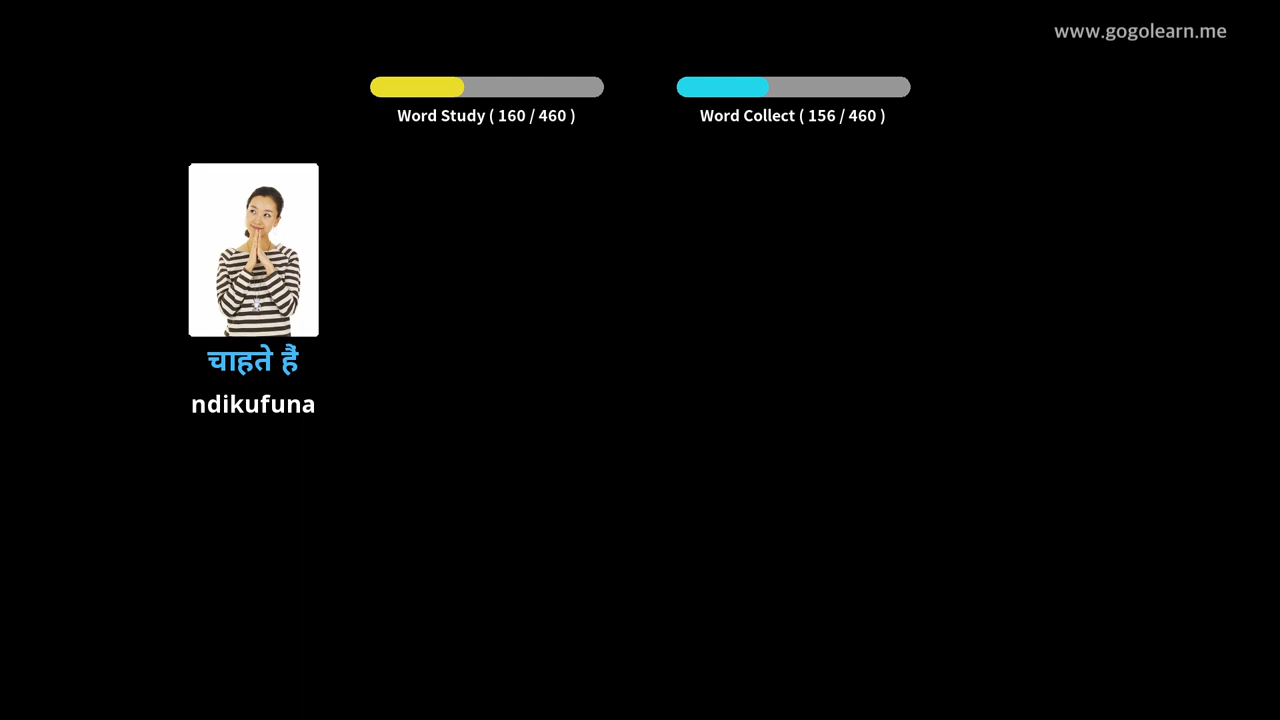 www.gogolearn.me
Word Study ( 160 / 460 )
Word Collect ( 156 / 460 )
चाहते हैं
ndikufuna